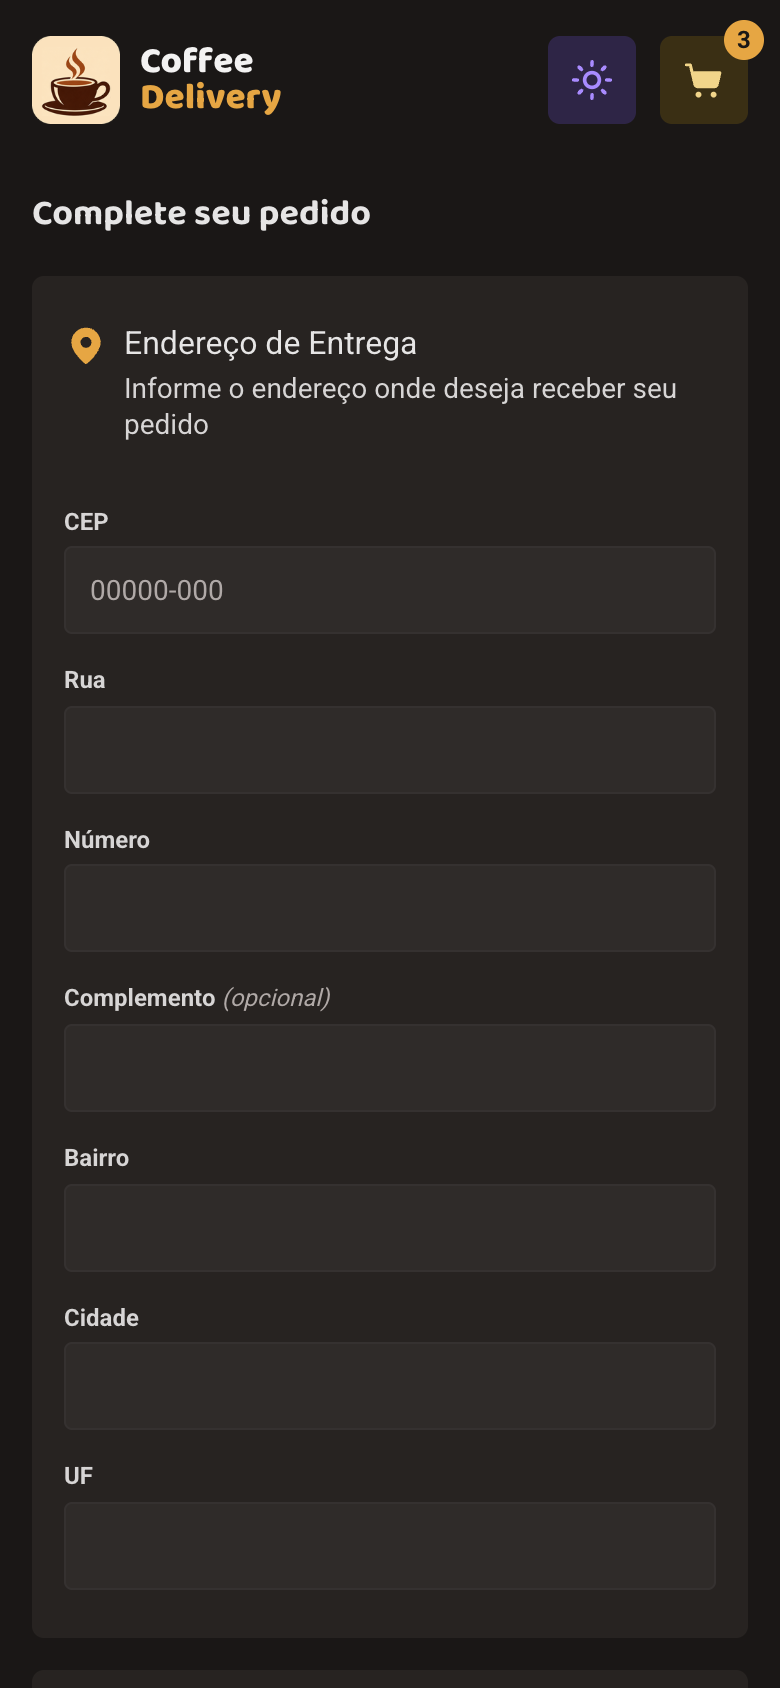 Coffee
Delivery
3
Complete seu pedido
Endereço de Entrega
Informe o endereço onde deseja receber seu
pedido
CEP
00000-000
Rua
Número
Complemento (opcional)
Bairro
Cidade
UF